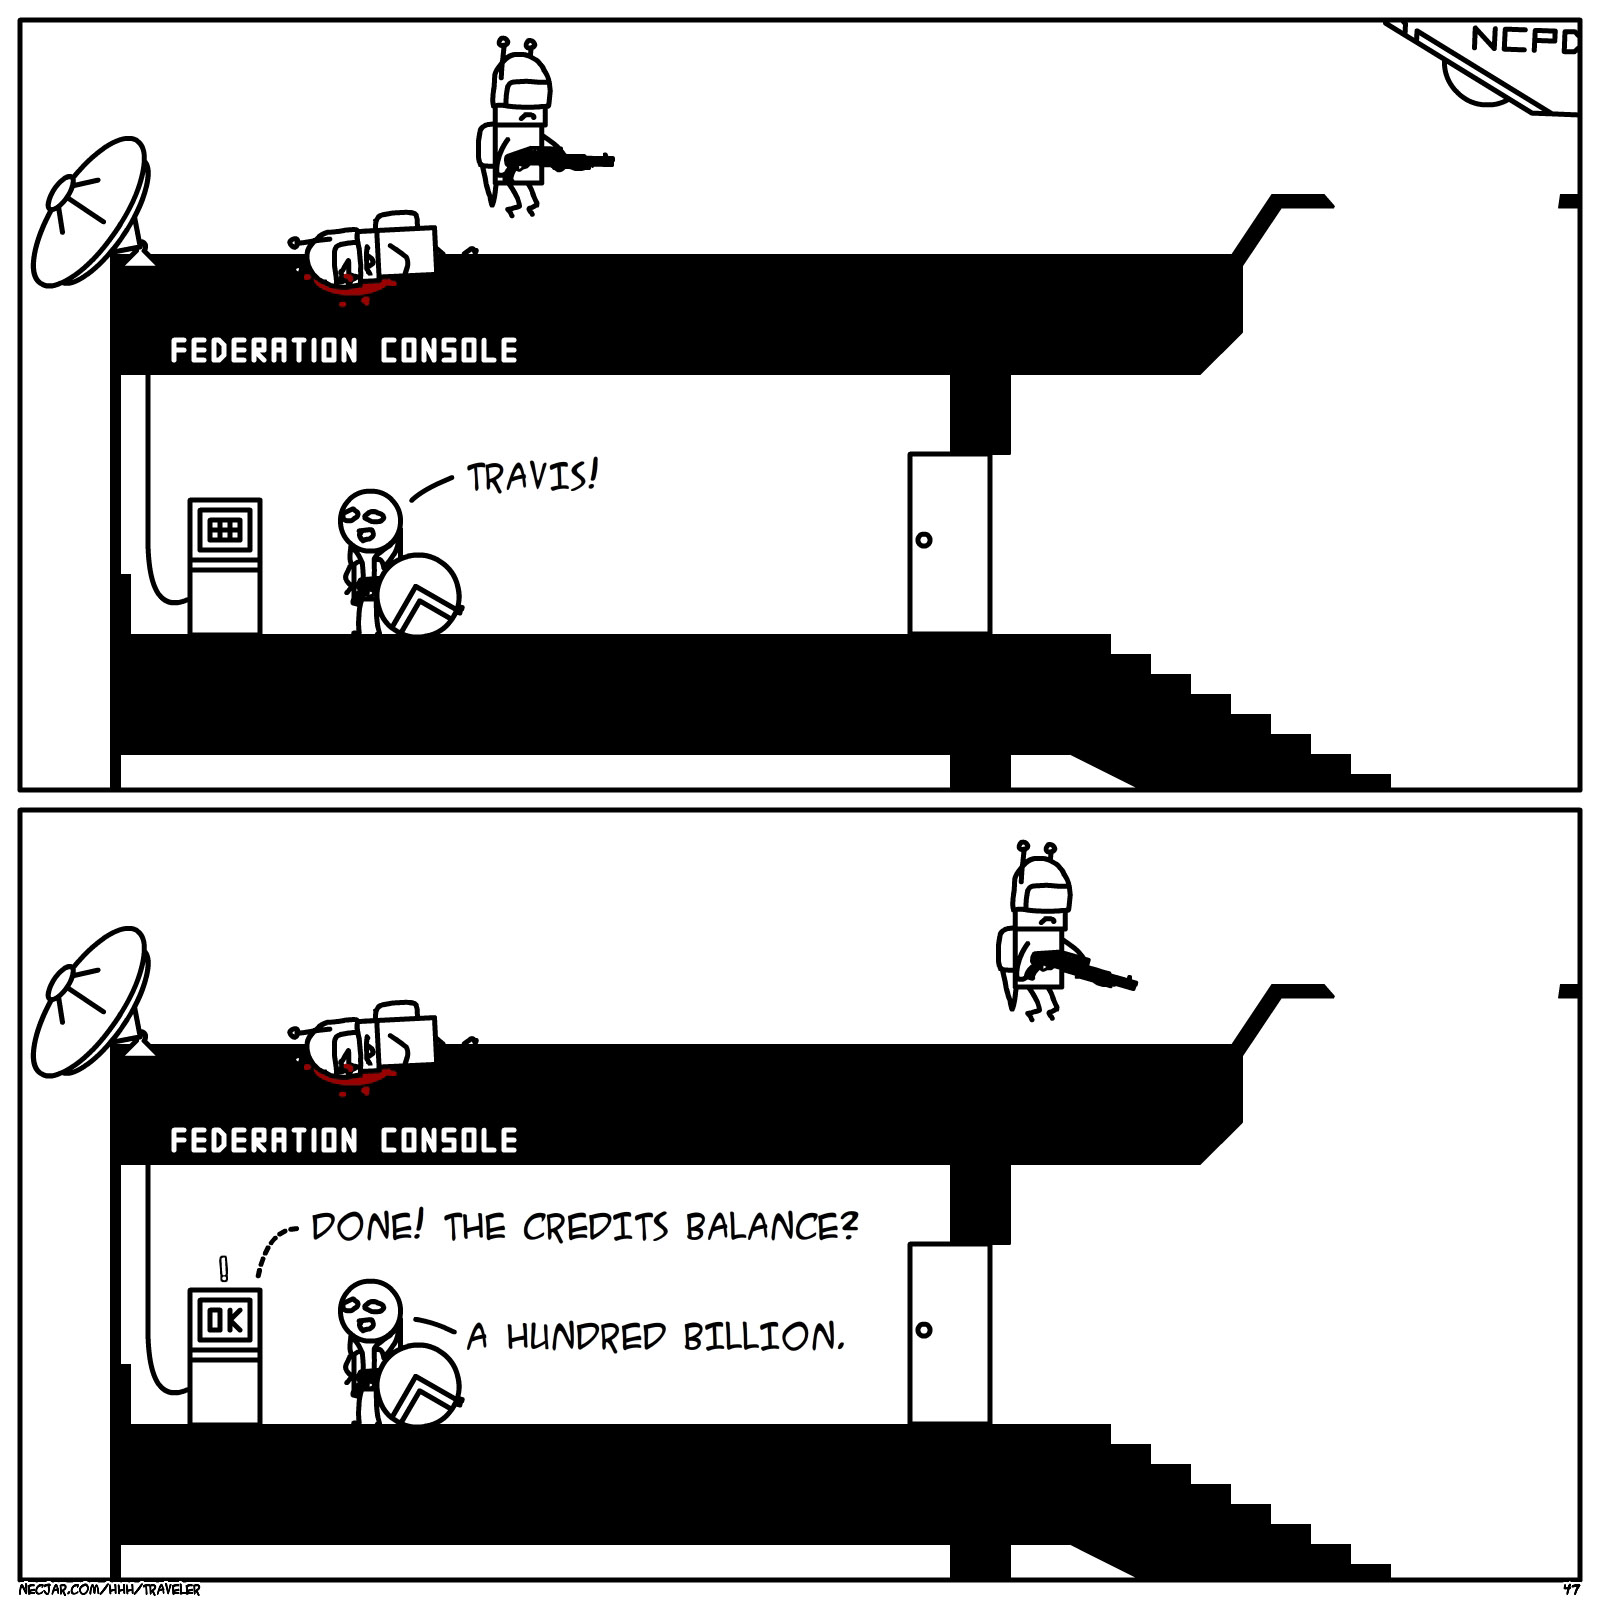 NCPD
FEDERATION CONSOLE
TRAVIS!
FEDERATION CONSOLE
DONE! THE CREDITS BALANCE?
!
OK
A HUNDRED BILLION.
NECJAR.COM/HHH/TRAVELER
47